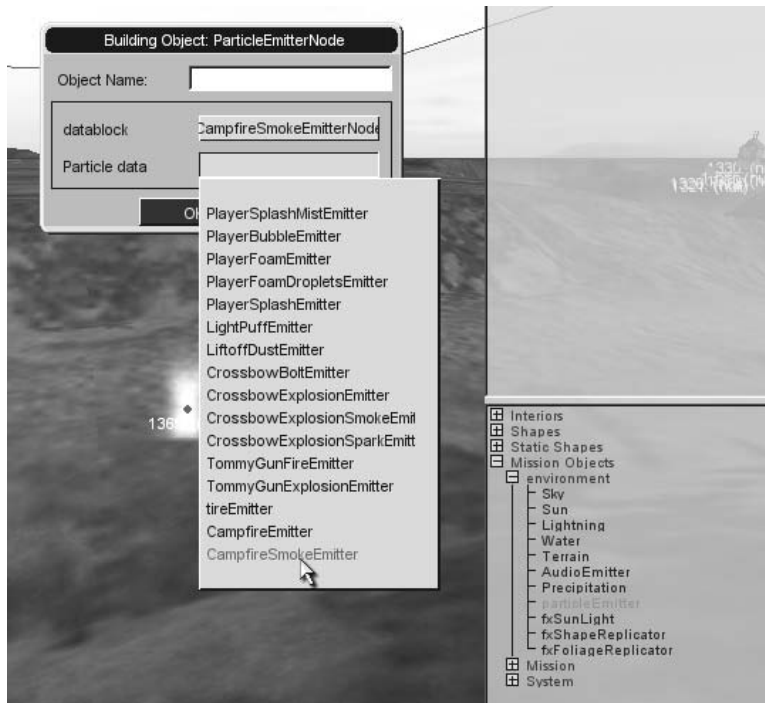 Building Object: ParticleEmitterNode
Object Name:
datablock
CampfireSmokeEmitterNode
Particle data
PlayerSplashMistEmitter
PlayerBubbleEmitter
PlayerFoamEmitter
PlayerFoamDropletsEmitter
PlayerSplashEmitter
LightPuffEmitter
LiftoffDustEmitter
CrossbowBoltEmitter
CrossbowExplosionEmitter
CrossbowExplosionSmokeEmit
CrossbowExplosionSparkEmitt
TommyGunFireEmitter
TommyGunExplosionEmitter
tireEmitter
CampfireEmitter
CampfireSmokeEmitter
Interiors
Shapes
Static Shapes
Mission Objects
environment
Sky
Sun
Lightning
Water
Terrain
AudioEmitter
Precipitation
particleEmitter
fxSunLight
fxShapeReplicator
fxFoliageReplicator
Mission
System